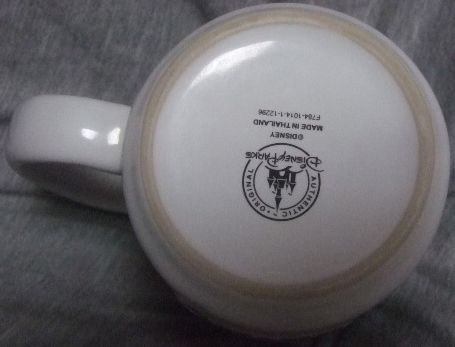 Disney Parks
AUTHENTIC • ORIGINAL
©DISNEY
MADE IN THAILAND
F784-1014-1-12296